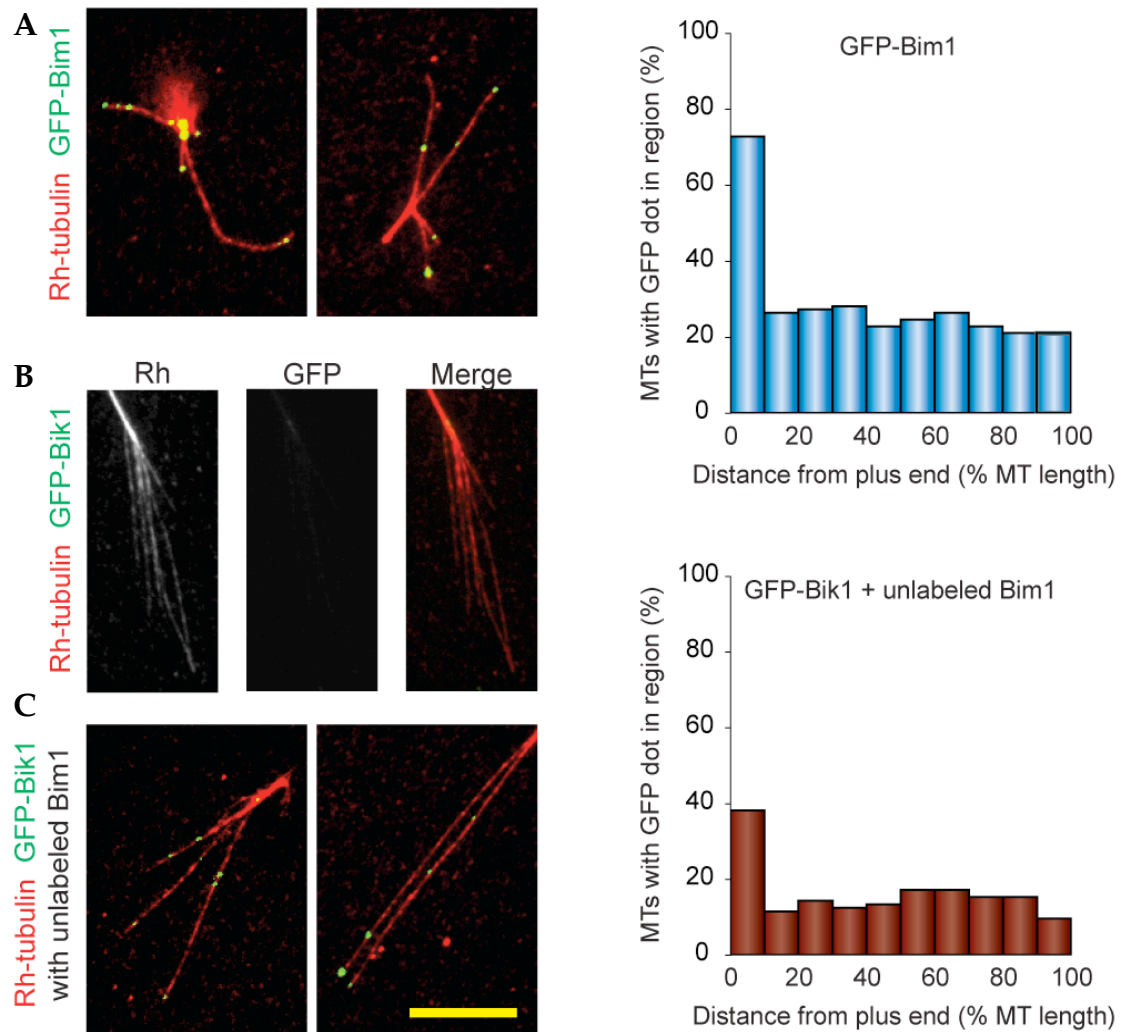 A
Rh-tubulin GFP-Bim1
GFP-Bim1
MTs with GFP dot in region (%)
100
80
60
40
20
0
0 20 40 60 80 100
Distance from plus end (% MT length)
B
Rh GFP Merge
Rh-tubulin GFP-Bik1
C
Rh-tubulin GFP-Bik1
with unlabeled Bim1
GFP-Bik1 + unlabeled Bim1
MTs with GFP dot in region (%)
100
80
60
40
20
0
0 20 40 60 80 100
Distance from plus end (% MT length)